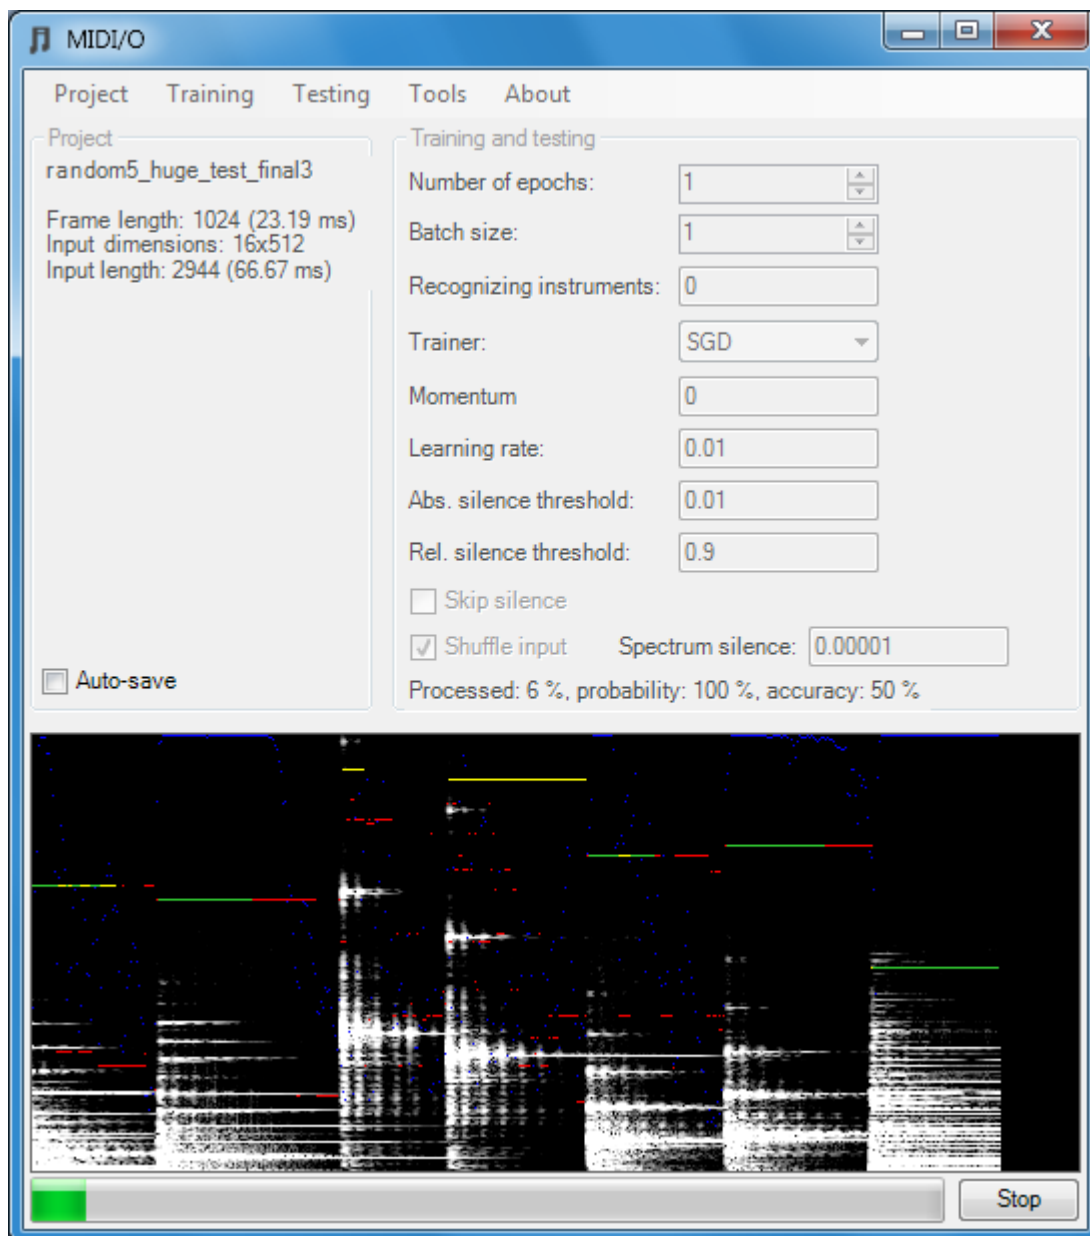 MIDI/O
Project Training Testing Tools About
Project
random5_huge_test_final3
Frame length: 1024 (23.19 ms)
Input dimensions: 16x512
Input length: 2944 (66.67 ms)
Auto-save
Training and testing
Number of epochs: 1
Batch size: 1
Recognizing instruments: 0
Trainer: SGD
Momentum 0
Learning rate: 0.01
Abs. silence threshold: 0.01
Rel. silence threshold: 0.9
Skip silence
Shuffle input Spectrum silence: 0.00001
Processed: 6 %, probability: 100 %, accuracy: 50 %
Stop